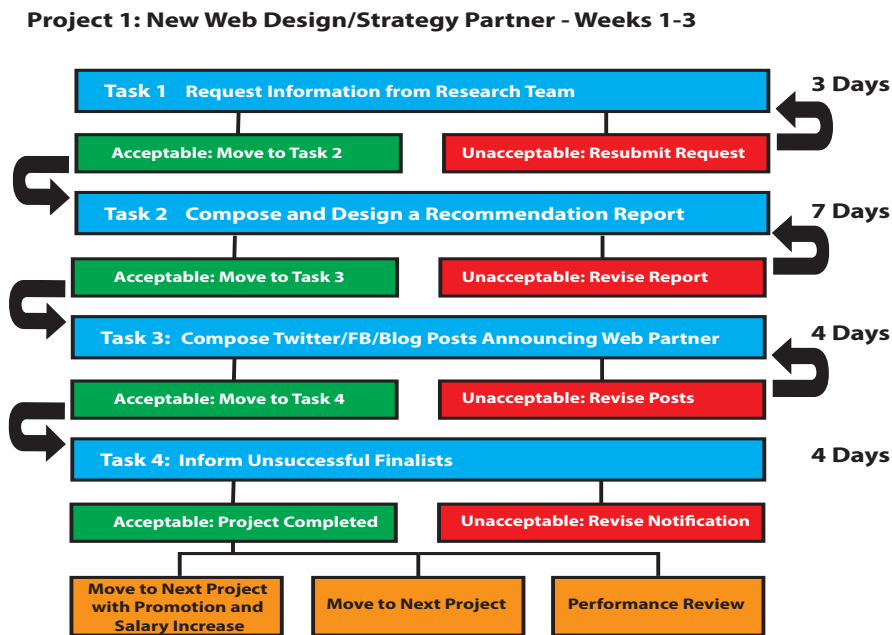 Project 1: New Web Design/Strategy Partner - Weeks 1-3
Task 1 Request Information from Research Team
3 Days
Acceptable: Move to Task 2
Unacceptable: Resubmit Request
Task 2 Compose and Design a Recommendation Report
7 Days
Acceptable: Move to Task 3
Unacceptable: Revise Report
Task 3: Compose Twitter/FB/Blog Posts Announcing Web Partner
4 Days
Acceptable: Move to Task 4
Unacceptable: Revise Posts
Task 4: Inform Unsuccessful Finalists
4 Days
Acceptable: Project Completed
Unacceptable: Revise Notification
Move to Next Project
with Promotion and
Salary Increase
Move to Next Project
Performance Review